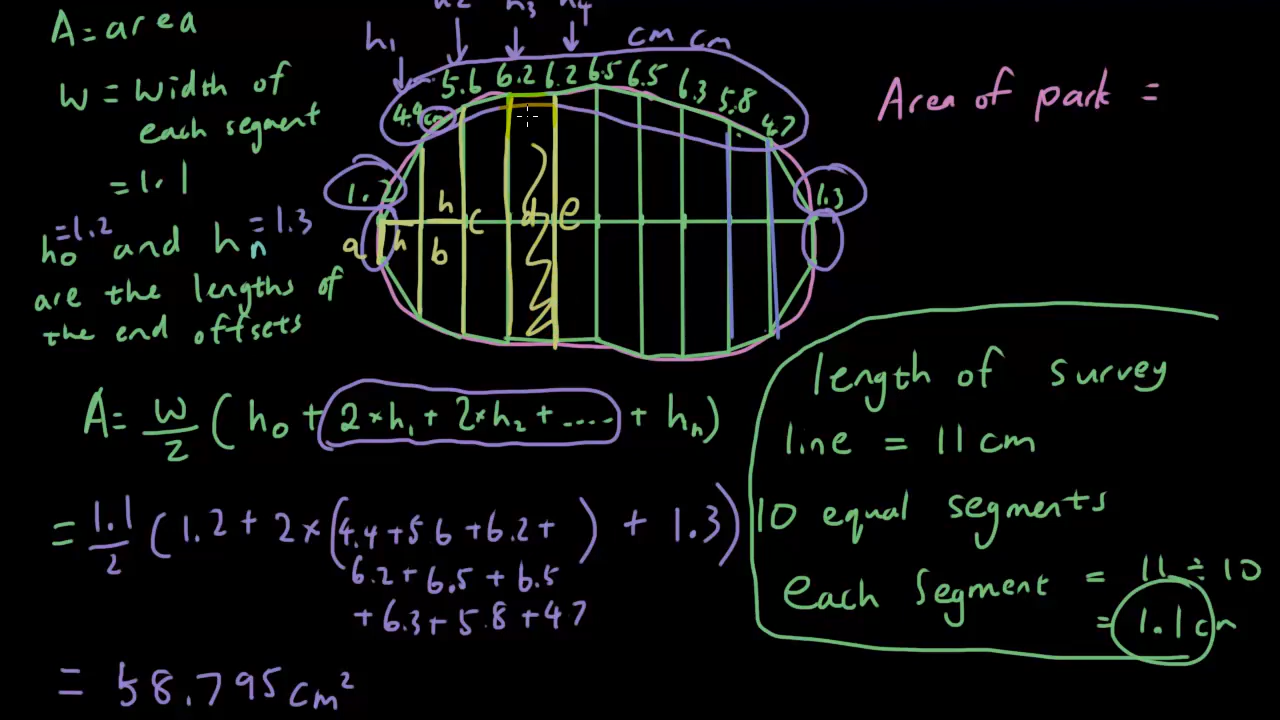 A = area
W = width of
each segment
= 1.1
h₀ = 1.2 and hₙ = 1.3
are the lengths of
the end offsets
h₁
h₃ h₄
cm cm
4.4 cm 5.6 6.2 6.2 6.5 6.5 6.3 5.8 4.7
1.2 1.3
a h h b c d e
Area of park =
A = W/2 (h₀ + 2×h₁ + 2×h₂ + .... + hₙ)
= 1.1/2 (1.2 + 2 × (4.4 + 5.6 + 6.2 + ) + 1.3)
6.2 + 6.5 + 6.5
+ 6.3 + 5.8 + 4.7
= 58.795 cm²
length of survey
line = 11 cm
10 equal segments
each segment = 11 ÷ 10
= 1.1 cm